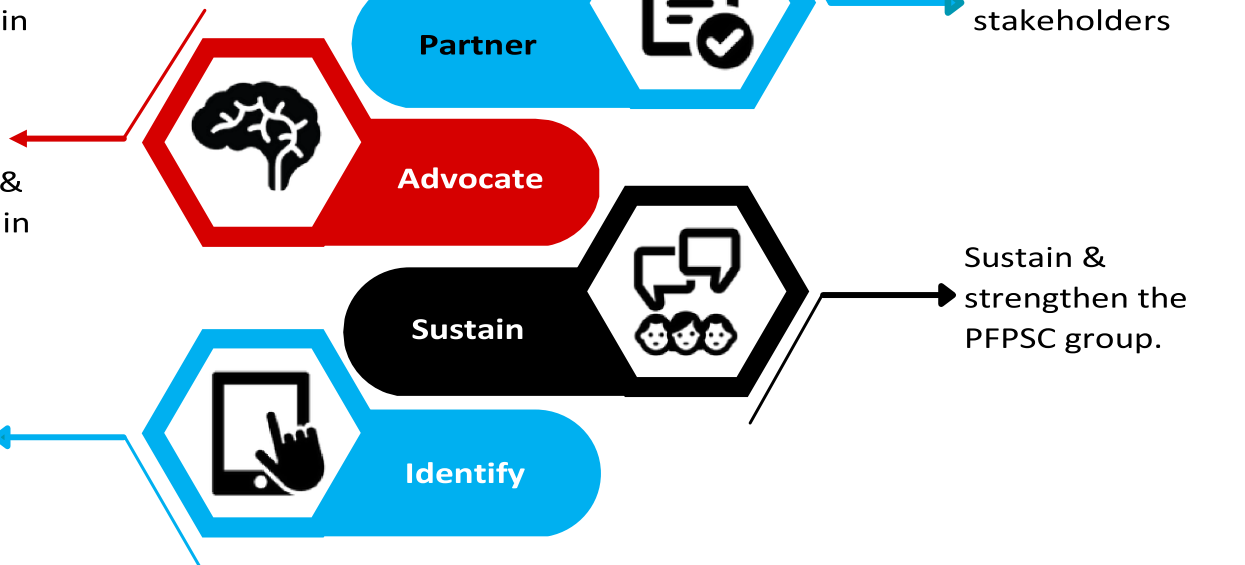 in
stakeholders
Partner
Advocate
&
in
Sustain &
strengthen the
PFPSC group.
Sustain
Identify